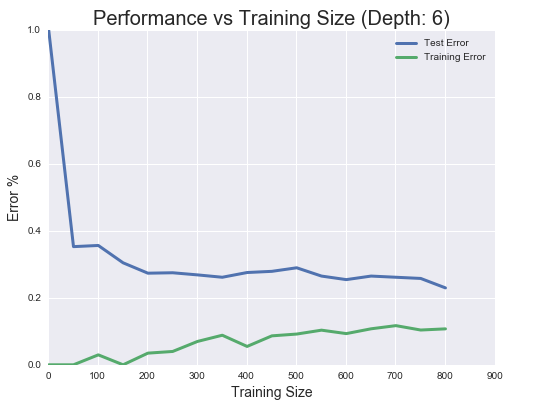 Performance vs Training Size (Depth: 6)
Test Error
Training Error
Error %
1.0
0.8
0.6
0.4
0.2
0.0
0 100 200 300 400 500 600 700 800 900
Training Size